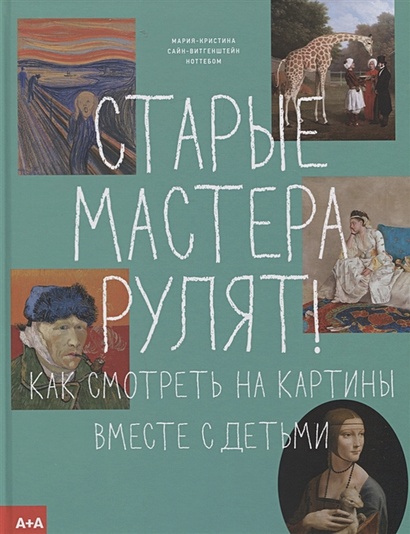 МАРИЯ-КРИСТИНА
САЙН-ВИТГЕНШТЕЙН
НОТТЕБОМ
СТАРЫЕ
МАСТЕРА
РУЛЯТ!
КАК СМОТРЕТЬ НА КАРТИНЫ
ВМЕСТЕ С ДЕТЬМИ
А+А